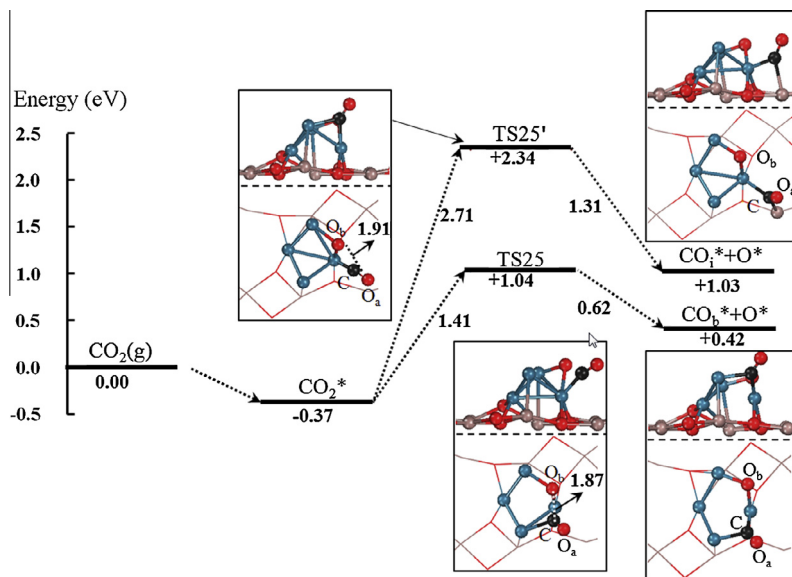 Energy (eV)
2.5
2.0
1.5
1.0
0.5
0.0
-0.5
CO₂(g)
0.00
CO₂*
-0.37
2.71
1.41
TS25'
+2.34
TS25
+1.04
1.31
0.62
COᵢ*+O*
+1.03
CO_b*+O*
+0.42
O_b
1.91
C
O_a
O_b
O_a
C
O_b
1.87
C
O_a
O_b
C
O_a